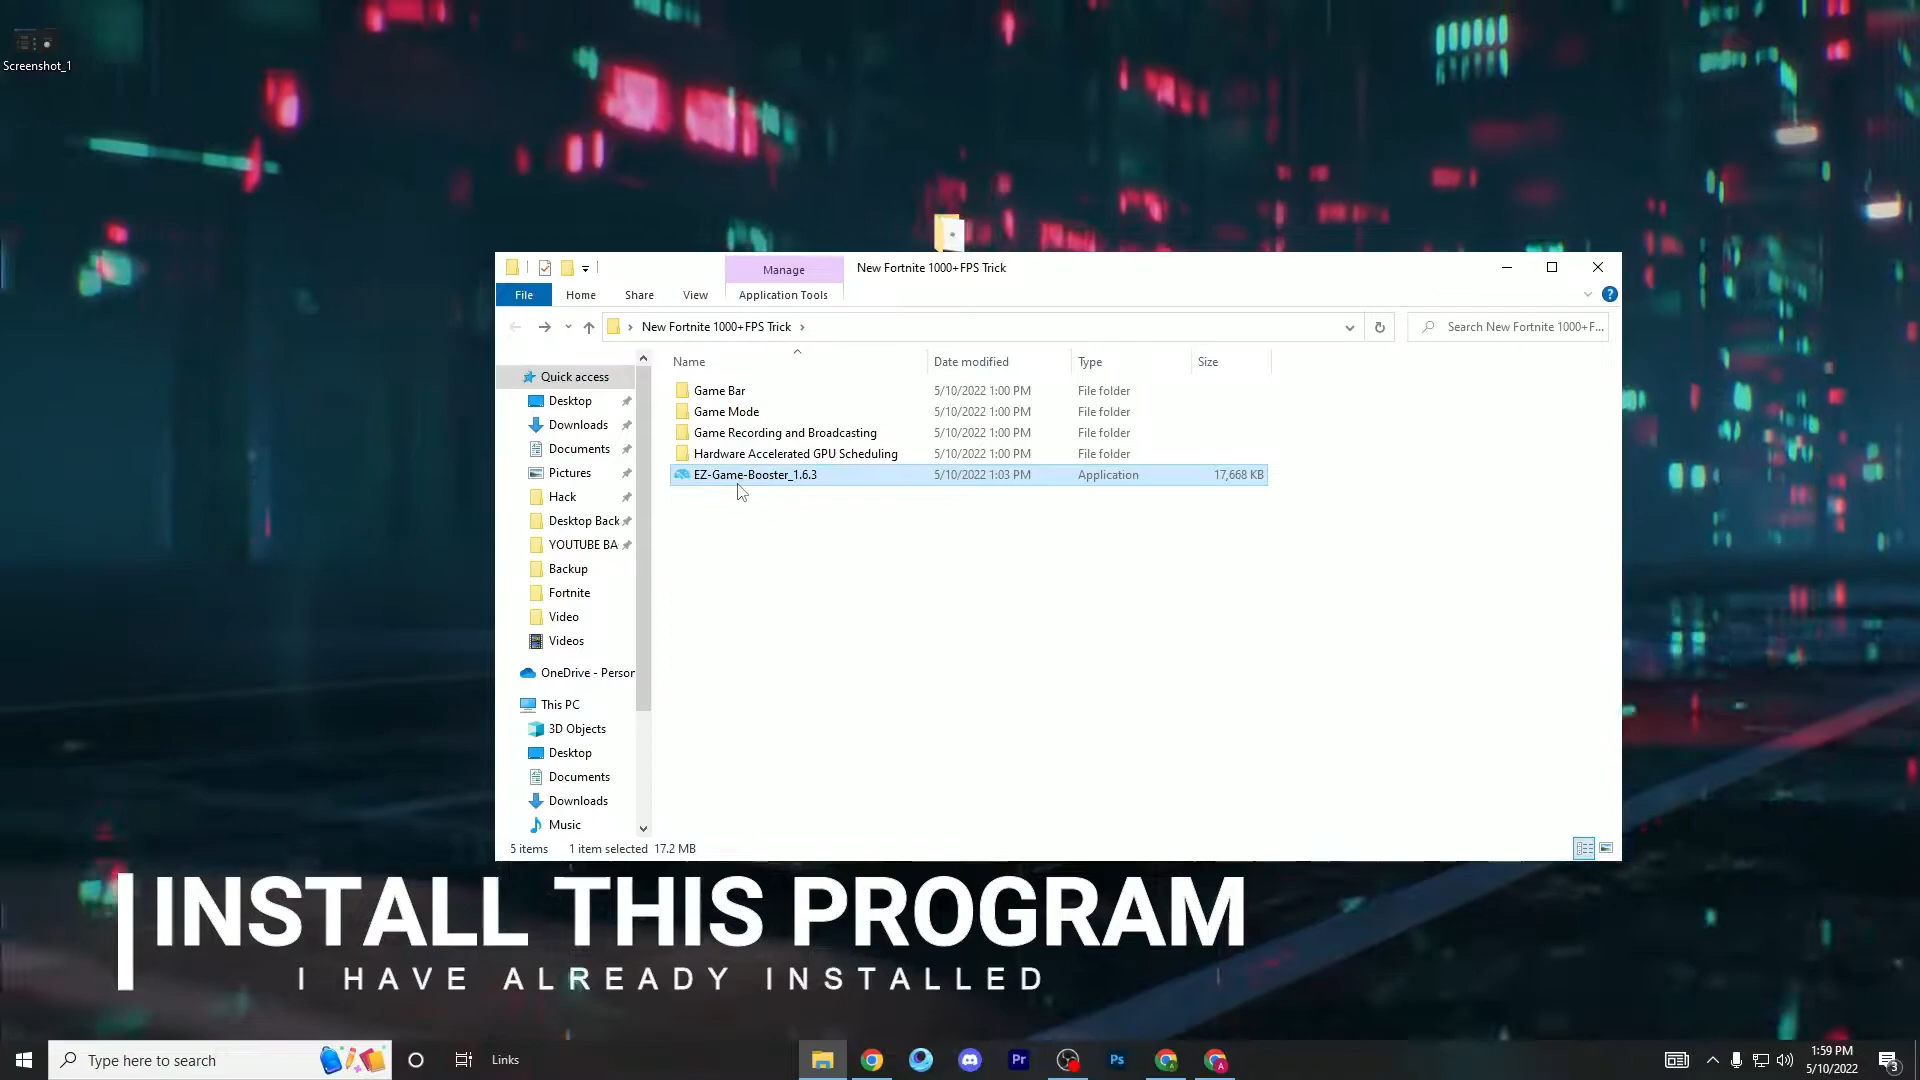 Screenshot_1
Manage
New Fortnite 1000+FPS Trick
File
Home
Share
View
Application Tools
New Fortnite 1000+FPS Trick
Search New Fortnite 1000+F...
Name
Date modified
Type
Size
Game Bar
5/10/2022 1:00 PM
File folder
Game Mode
5/10/2022 1:00 PM
File folder
Game Recording and Broadcasting
5/10/2022 1:00 PM
File folder
Hardware Accelerated GPU Scheduling
5/10/2022 1:00 PM
File folder
EZ-Game-Booster_1.6.3
5/10/2022 1:03 PM
Application
17,668 KB
Quick access
Desktop
Downloads
Documents
Pictures
Hack
Desktop Back
YOUTUBE BA
Backup
Fortnite
Video
Videos
OneDrive - Person
This PC
3D Objects
Desktop
Documents
Downloads
Music
5 items
1 item selected 17.2 MB
INSTALL THIS PROGRAM
I HAVE ALREADY INSTALLED
Type here to search
Links
Pr
Ps
A
1:59 PM
5/10/2022
3